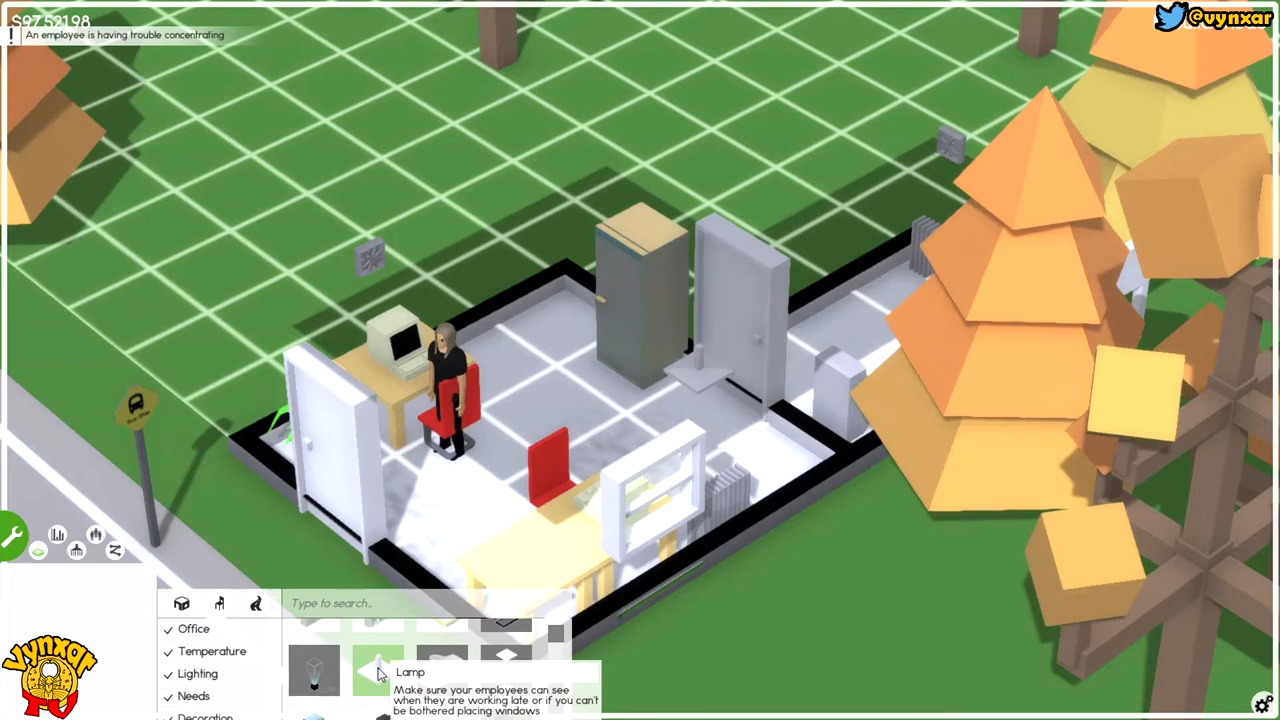 $97,521.98
@vynxar
! An employee is having trouble concentrating
Bus Stop
Type to search...
Office
Temperature
Lighting
Needs
Decoration
Lamp
Make sure your employees can see
when they are working late or if you can't
be bothered placing windows
Vynxar